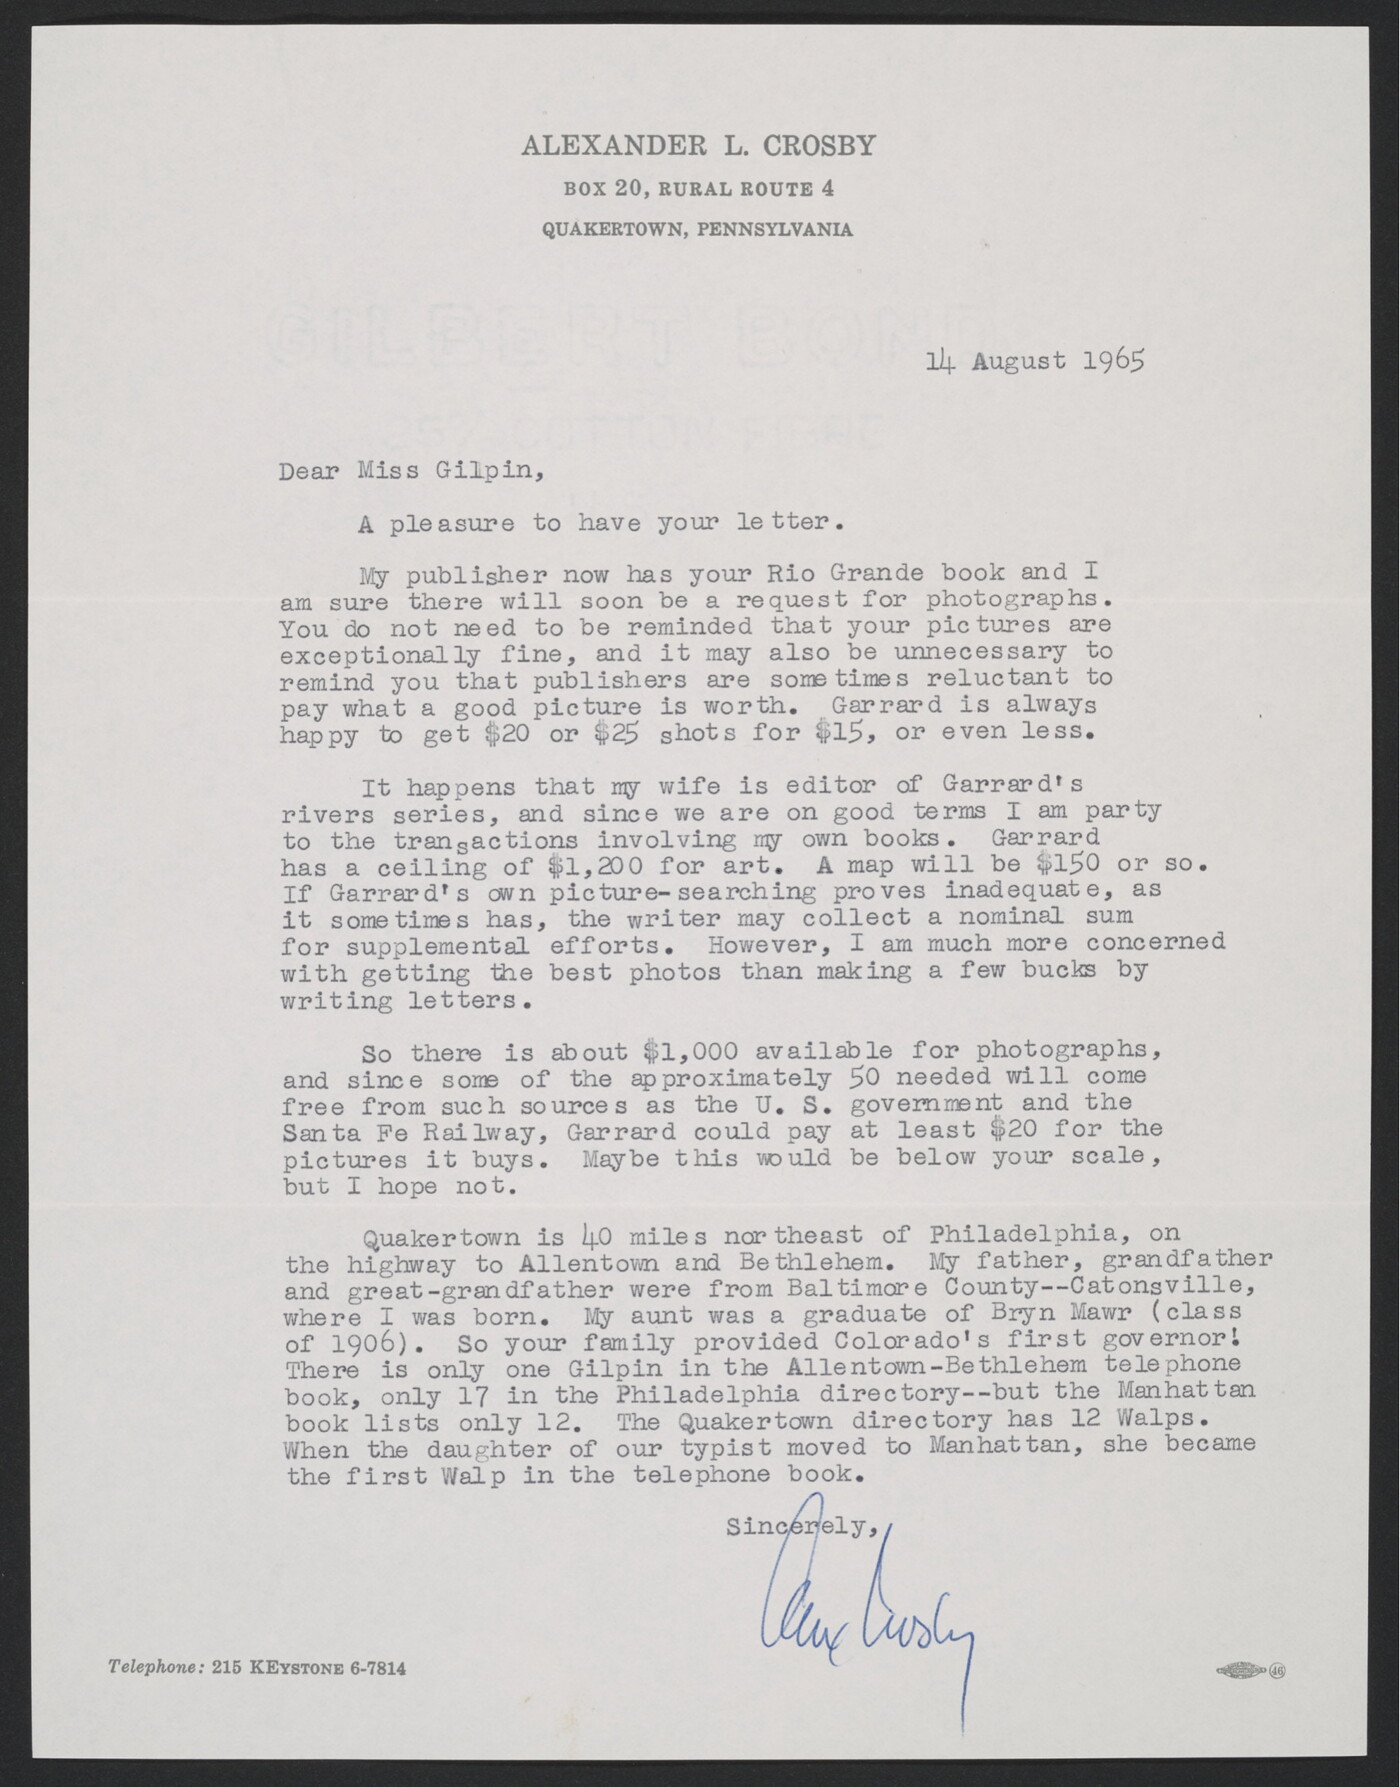 ALEXANDER L. CROSBY
BOX 20, RURAL ROUTE 4
QUAKERTOWN, PENNSYLVANIA
14 August 1965
Dear Miss Gilpin,
A pleasure to have your letter.
My publisher now has your Rio Grande book and I
am sure there will soon be a request for photographs.
You do not need to be reminded that your pictures are
exceptionally fine, and it may also be unnecessary to
remind you that publishers are sometimes reluctant to
pay what a good picture is worth. Garrard is always
happy to get $20 or $25 shots for $15, or even less.
It happens that my wife is editor of Garrard's
rivers series, and since we are on good terms I am party
to the transactions involving my own books. Garrard
has a ceiling of $1,200 for art. A map will be $150 or so.
If Garrard's own picture-searching proves inadequate, as
it sometimes has, the writer may collect a nominal sum
for supplemental efforts. However, I am much more concerned
with getting the best photos than making a few bucks by
writing letters.
So there is about $1,000 available for photographs,
and since some of the approximately 50 needed will come
free from such sources as the U. S. government and the
Santa Fe Railway, Garrard could pay at least $20 for the
pictures it buys. Maybe this would be below your scale,
but I hope not.
Quakertown is 40 miles northeast of Philadelphia, on
the highway to Allentown and Bethlehem. My father, grandfather
and great-grandfather were from Baltimore County--Catonsville,
where I was born. My aunt was a graduate of Bryn Mawr (class
of 1906). So your family provided Colorado's first governor!
There is only one Gilpin in the Allentown-Bethlehem telephone
book, only 17 in the Philadelphia directory--but the Manhattan
book lists only 12. The Quakertown directory has 12 Walps.
When the daughter of our typist moved to Manhattan, she became
the first Walp in the telephone book.
Sincerely,
Alex Crosby
Telephone: 215 KEYSTONE 6-7814
46